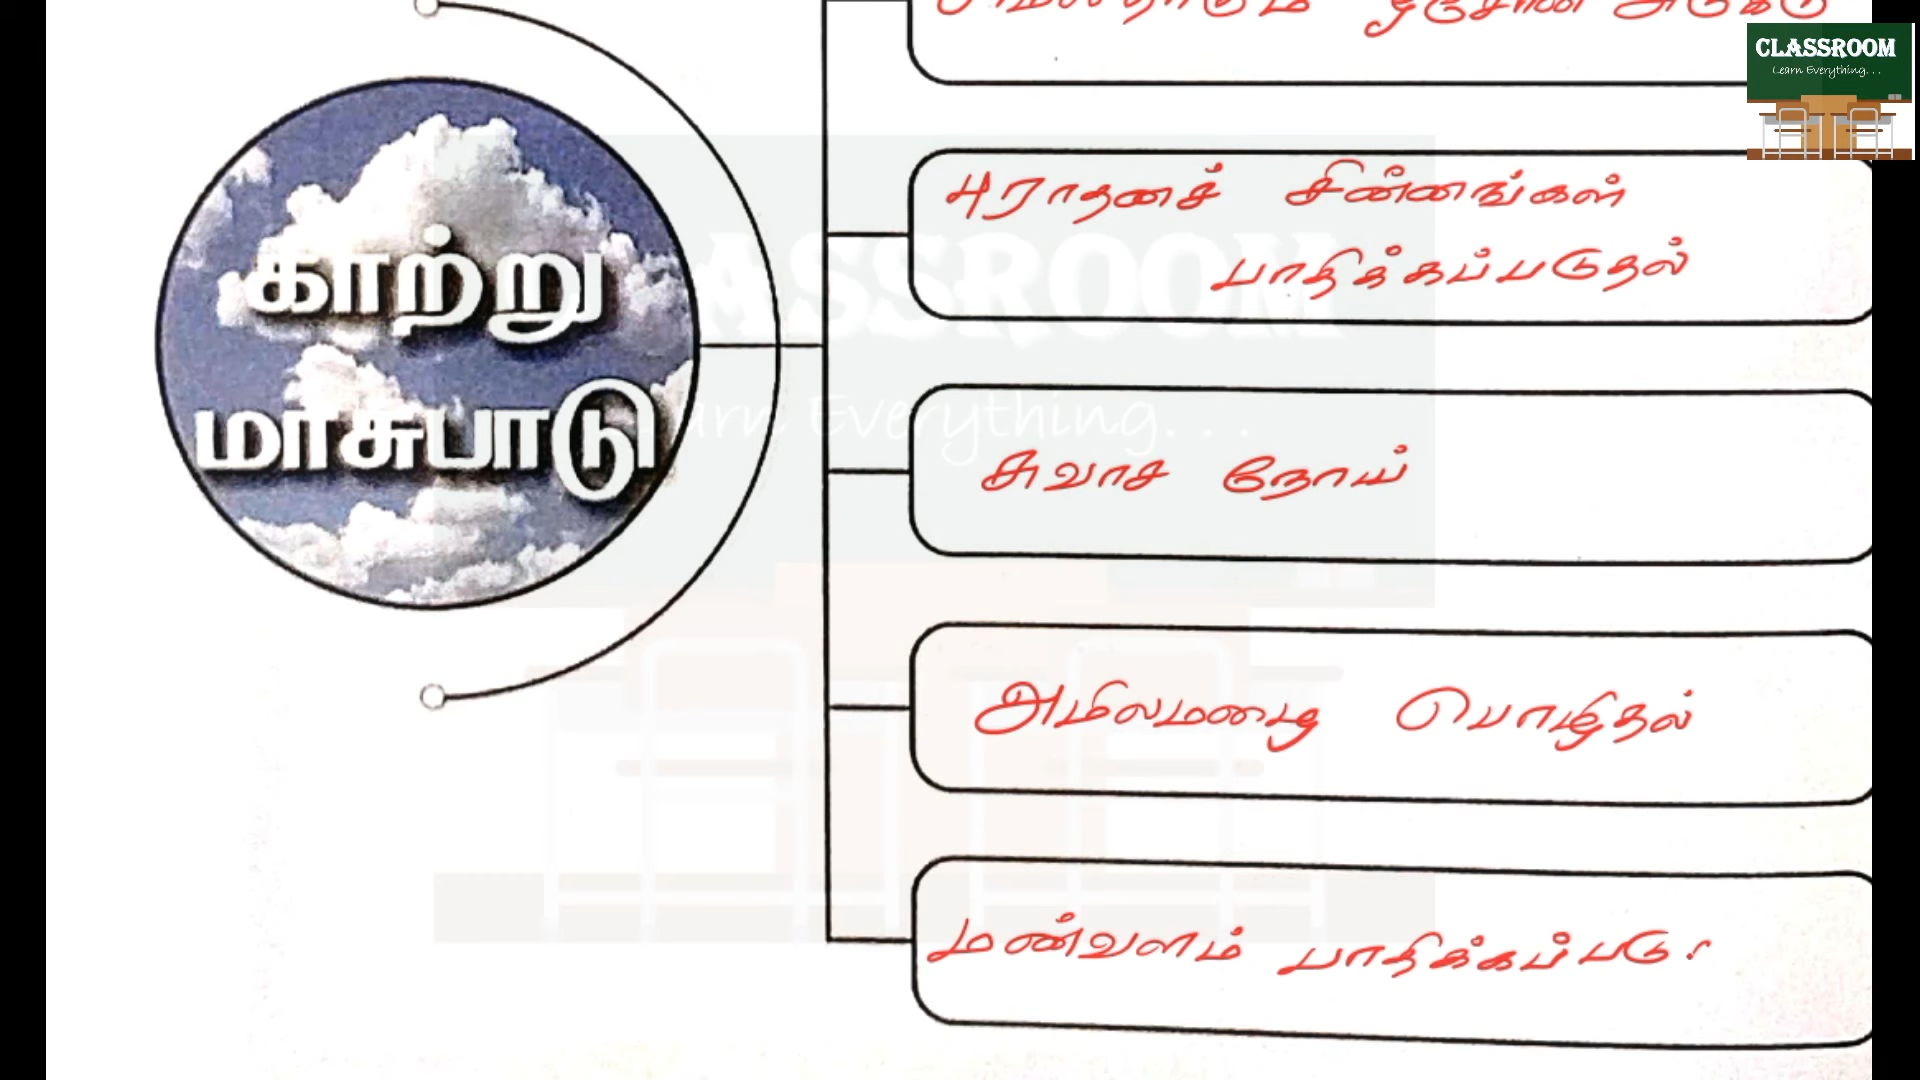 CLASSROOM
Learn Everything...
புராதனச் சின்னங்கள்
பாதிக்கப்படுதல்
காற்று
மாசுபாடு
சுவாச நோய்
அமிலமழை பொழிதல்
மண்வளம் பாதிக்கப்படு